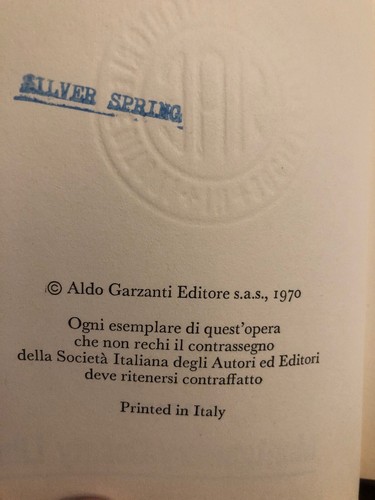 SILVER SPRING
© Aldo Garzanti Editore s.a.s., 1970
Ogni esemplare di quest'opera
che non rechi il contrassegno
della Società Italiana degli Autori ed Editori
deve ritenersi contraffatto
Printed in Italy